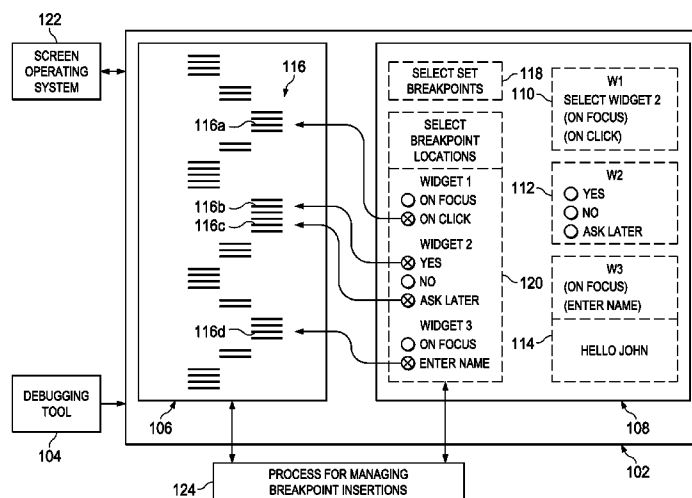 122
SCREEN
OPERATING
SYSTEM
116
116a
116b
116c
116d
SELECT SET
BREAKPOINTS
118
SELECT
BREAKPOINT
LOCATIONS
WIDGET 1
ON FOCUS
ON CLICK
WIDGET 2
YES
NO
ASK LATER
WIDGET 3
ON FOCUS
ENTER NAME
120
110
W1
SELECT WIDGET 2
(ON FOCUS)
(ON CLICK)
112
W2
YES
NO
ASK LATER
W3
(ON FOCUS)
(ENTER NAME)
114
HELLO JOHN
DEBUGGING
TOOL
104
106
108
102
PROCESS FOR MANAGING
BREAKPOINT INSERTIONS
124